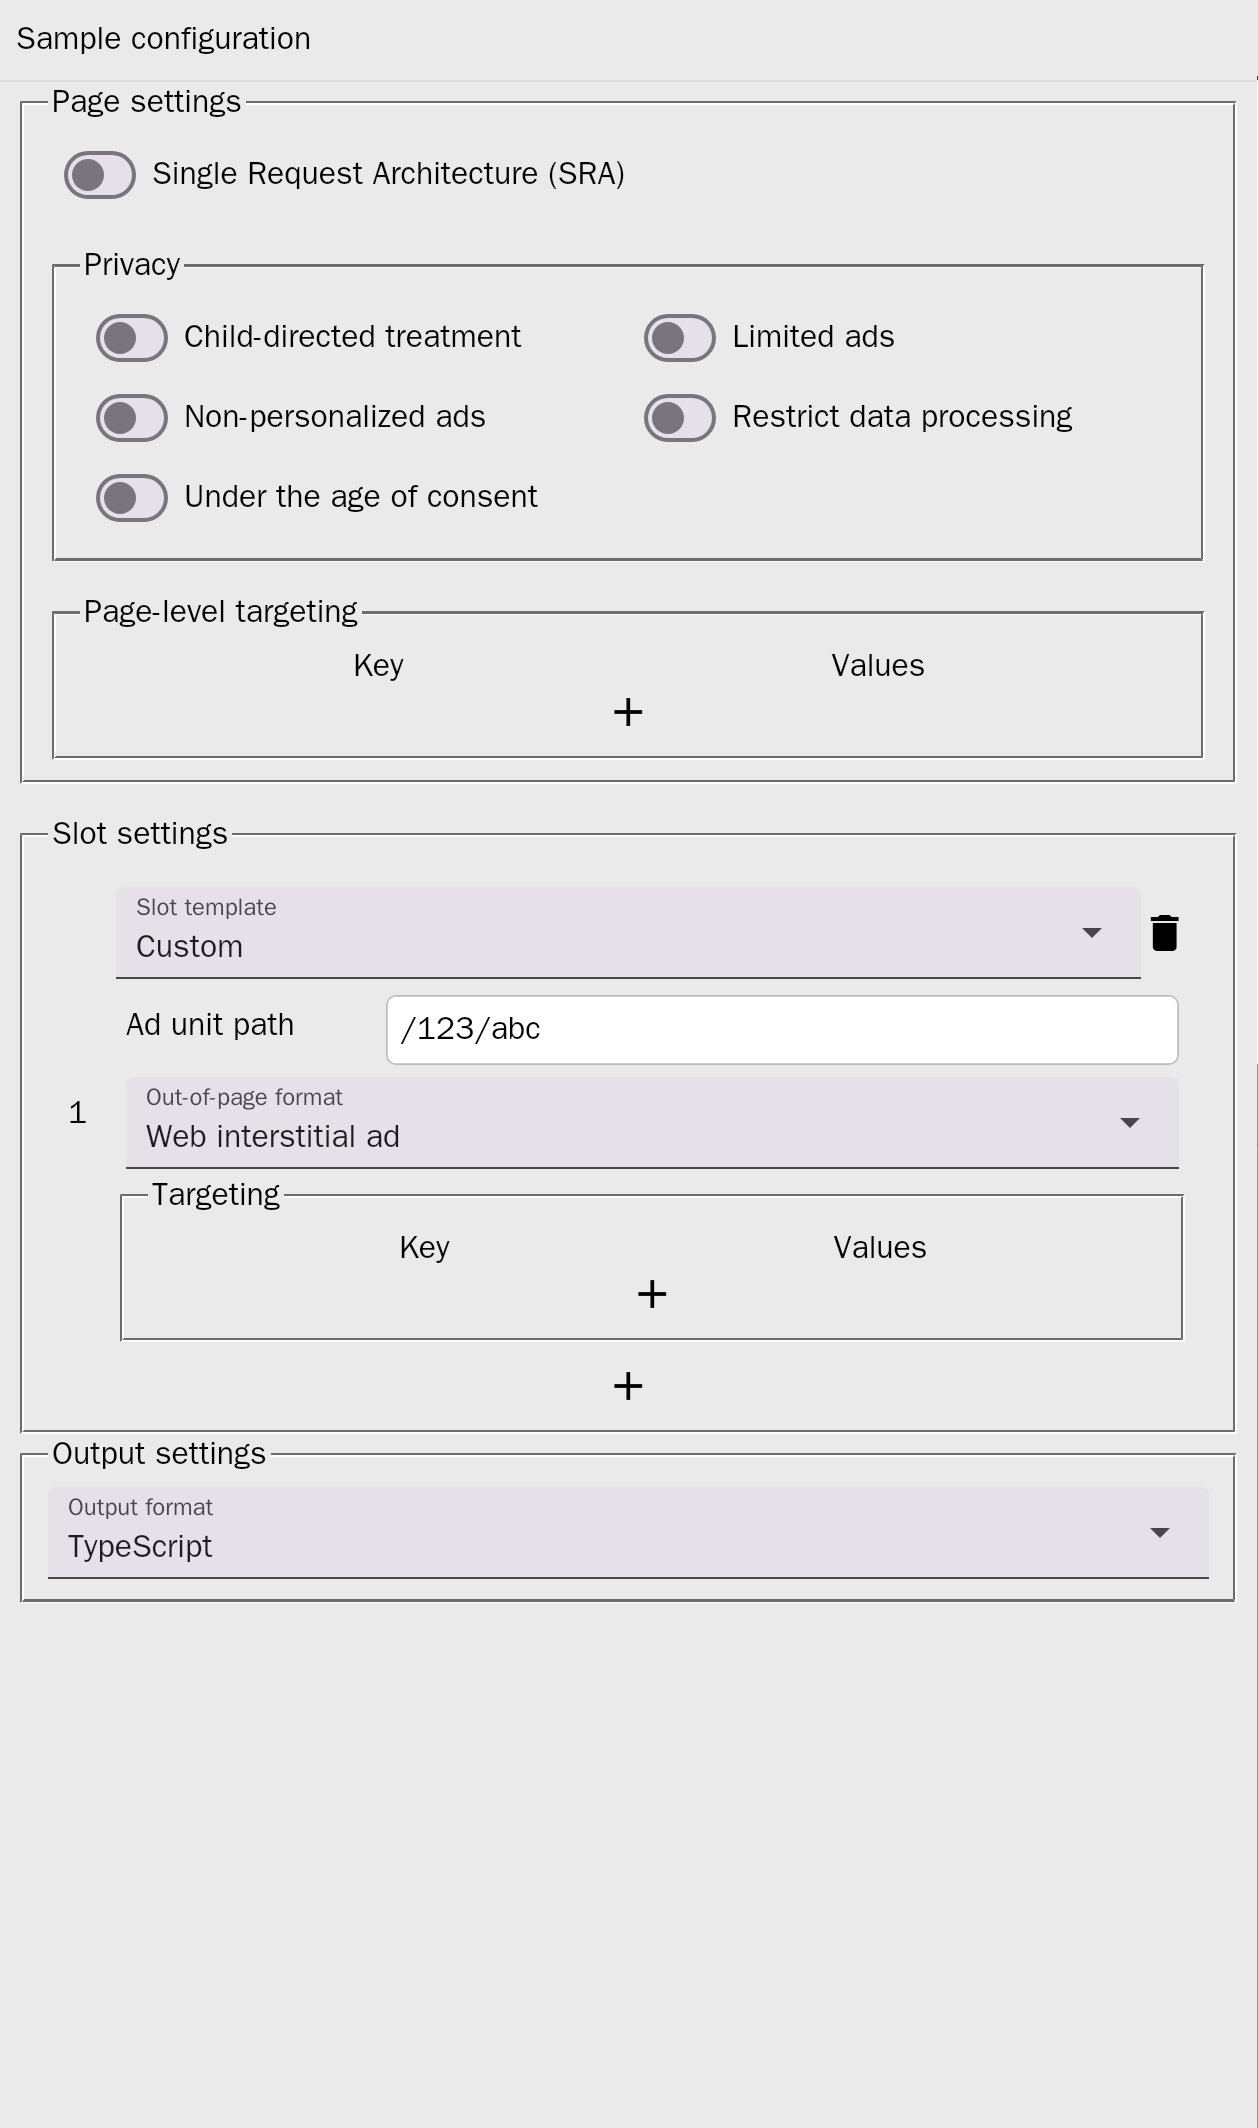 Sample configuration
Page settings
Single Request Architecture (SRA)
Privacy
Child-directed treatment
Limited ads
Non-personalized ads
Restrict data processing
Under the age of consent
Page-level targeting
Key Values
+
Slot settings
Slot template
Custom
Ad unit path
/123/abc
1
Out-of-page format
Web interstitial ad
Targeting
Key Values
+
+
Output settings
Output format
TypeScript